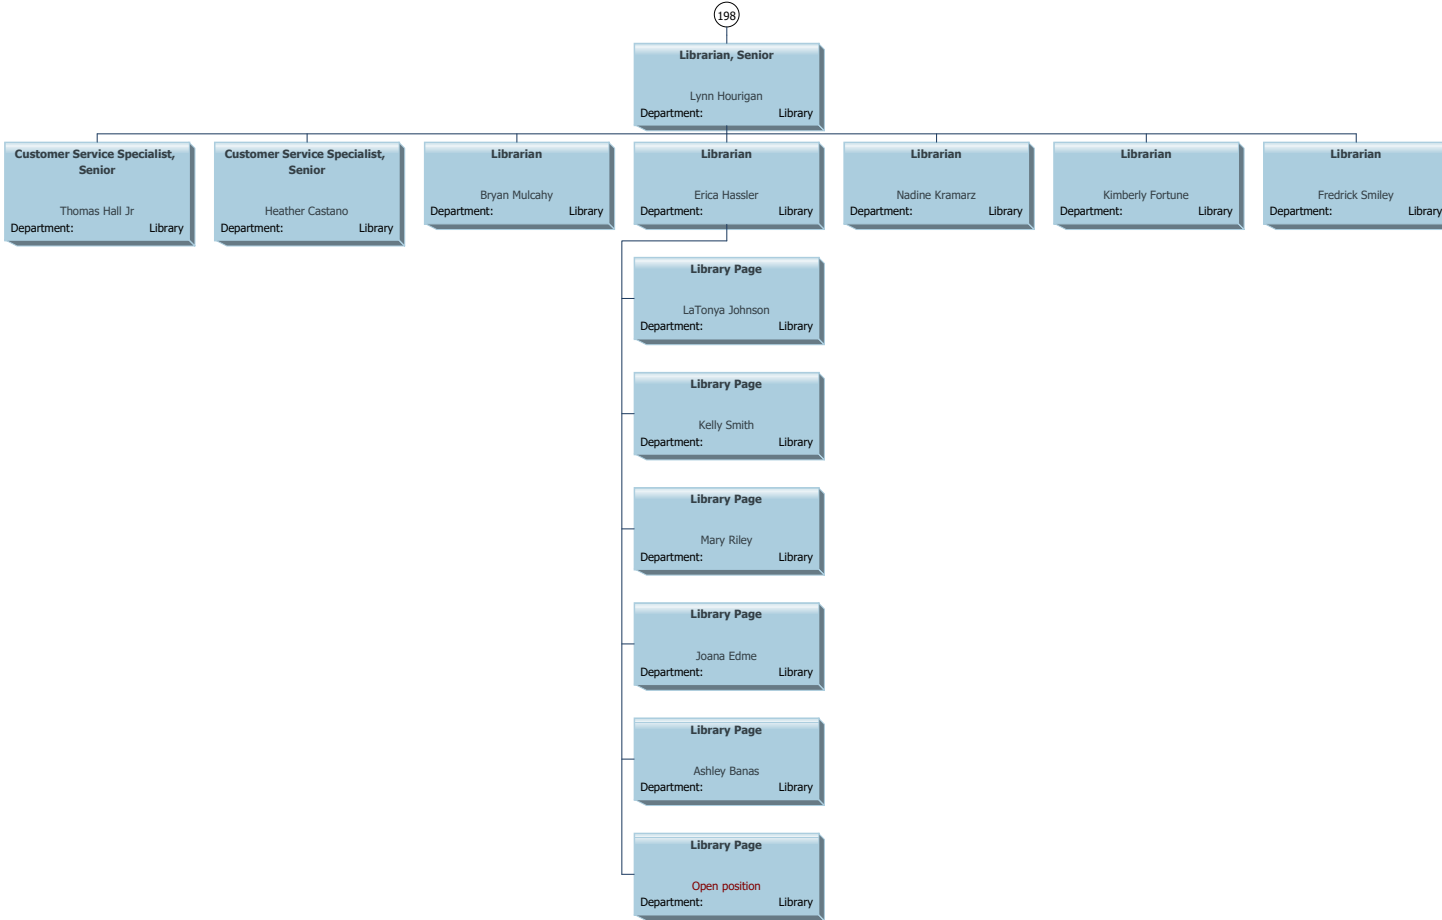 198
Librarian, Senior
Lynn Hourigan
Department: Library
Customer Service Specialist,
Senior
Thomas Hall Jr
Department: Library
Customer Service Specialist,
Senior
Heather Castano
Department: Library
Librarian
Bryan Mulcahy
Department: Library
Librarian
Erica Hassler
Department: Library
Librarian
Nadine Kramarz
Department: Library
Librarian
Kimberly Fortune
Department: Library
Librarian
Fredrick Smiley
Department: Library
Library Page
LaTonya Johnson
Department: Library
Library Page
Kelly Smith
Department: Library
Library Page
Mary Riley
Department: Library
Library Page
Joana Edme
Department: Library
Library Page
Ashley Banas
Department: Library
Library Page
Open position
Department: Library